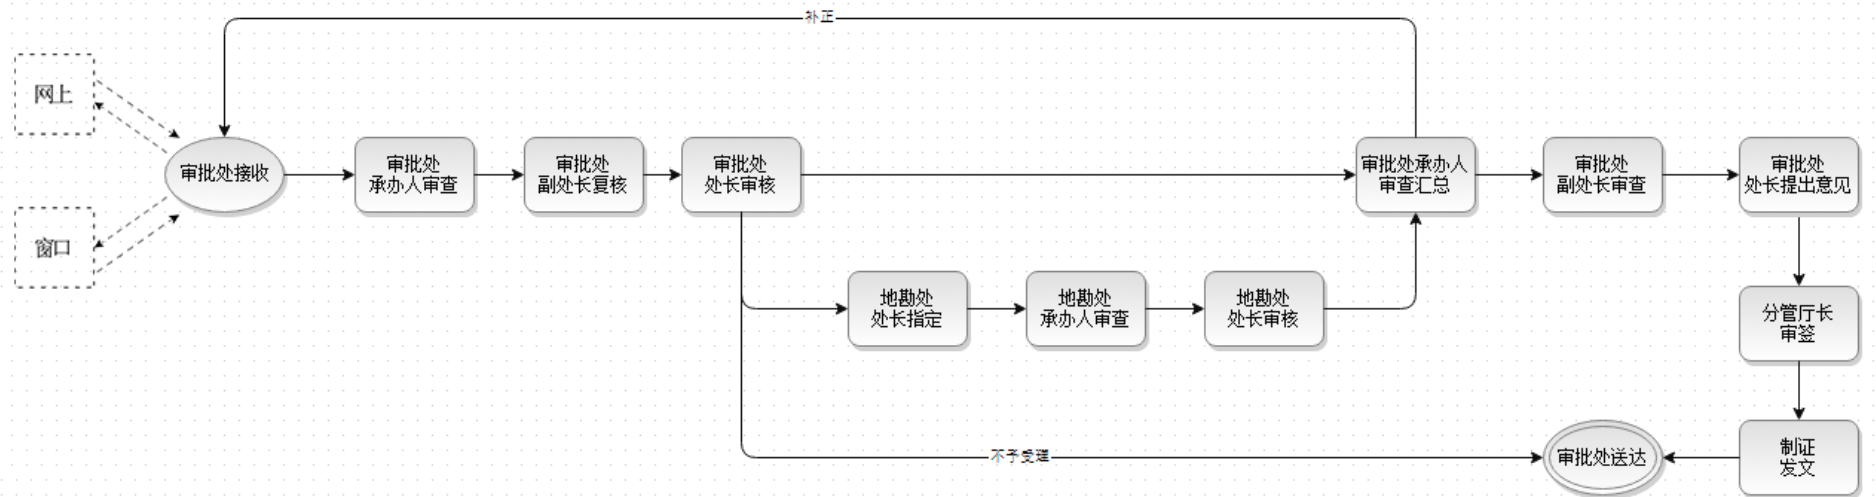 补正
网上
审批处接收
审批处
承办人审查
审批处
副处长复核
审批处
处长审核
审批处承办人
审查汇总
审批处
副处长审查
审批处
处长提出意见
窗口
地勘处
处长指定
地勘处
承办人审查
地勘处
处长审核
分管厅长
审签
不予受理
审批处送达
制证
发文